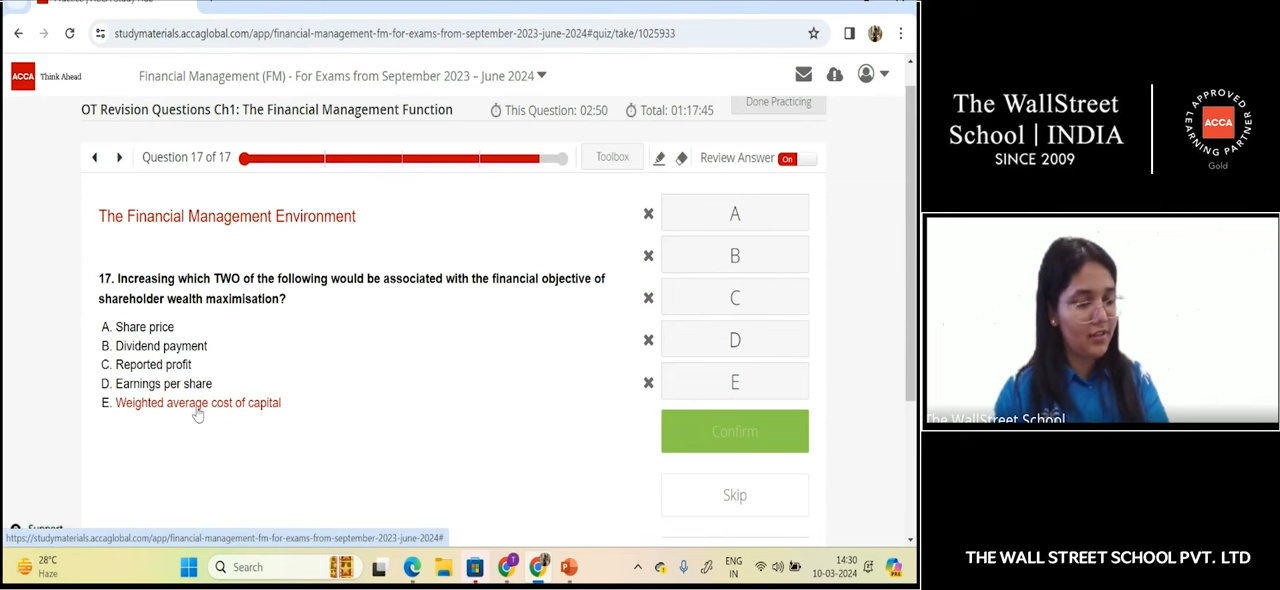 studymaterials.accaglobal.com/app/financial-management-fm-for-exams-from-september-2023-june-2024#quiz/take/1025933
ACCA Think Ahead
Financial Management (FM) - For Exams from September 2023 – June 2024
OT Revision Questions Ch1: The Financial Management Function
This Question: 02:50
Total: 01:17:45
Done Practicing
Question 17 of 17
Toolbox
Review Answer On
The Financial Management Environment
17. Increasing which TWO of the following would be associated with the financial objective of
shareholder wealth maximisation?
A. Share price
B. Dividend payment
C. Reported profit
D. Earnings per share
E. Weighted average cost of capital
A
B
C
D
E
Confirm
Skip
Support
https://studymaterials.accaglobal.com/app/financial-management-fm-for-exams-from-september-2023-june-2024#
28°C
Haze
Search
ENG
IN
14:30
10-03-2024
The WallStreet
School | INDIA
SINCE 2009
APPROVED
LEARNING PARTNER
ACCA
Gold
The WallStreet School
THE WALL STREET SCHOOL PVT. LTD